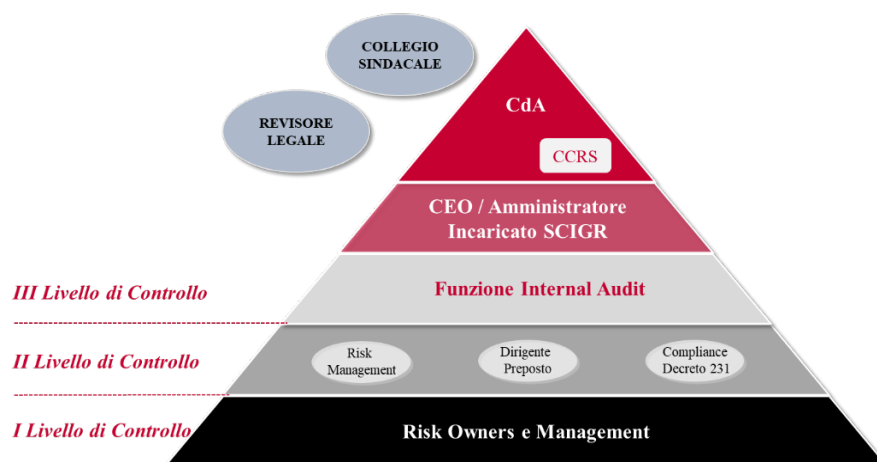 COLLEGIO
SINDACALE
REVISORE
LEGALE
CdA
CCRS
CEO / Amministratore
Incaricato SCIGR
III Livello di Controllo
Funzione Internal Audit
II Livello di Controllo
Risk
Management
Dirigente
Preposto
Compliance
Decreto 231
I Livello di Controllo
Risk Owners e Management